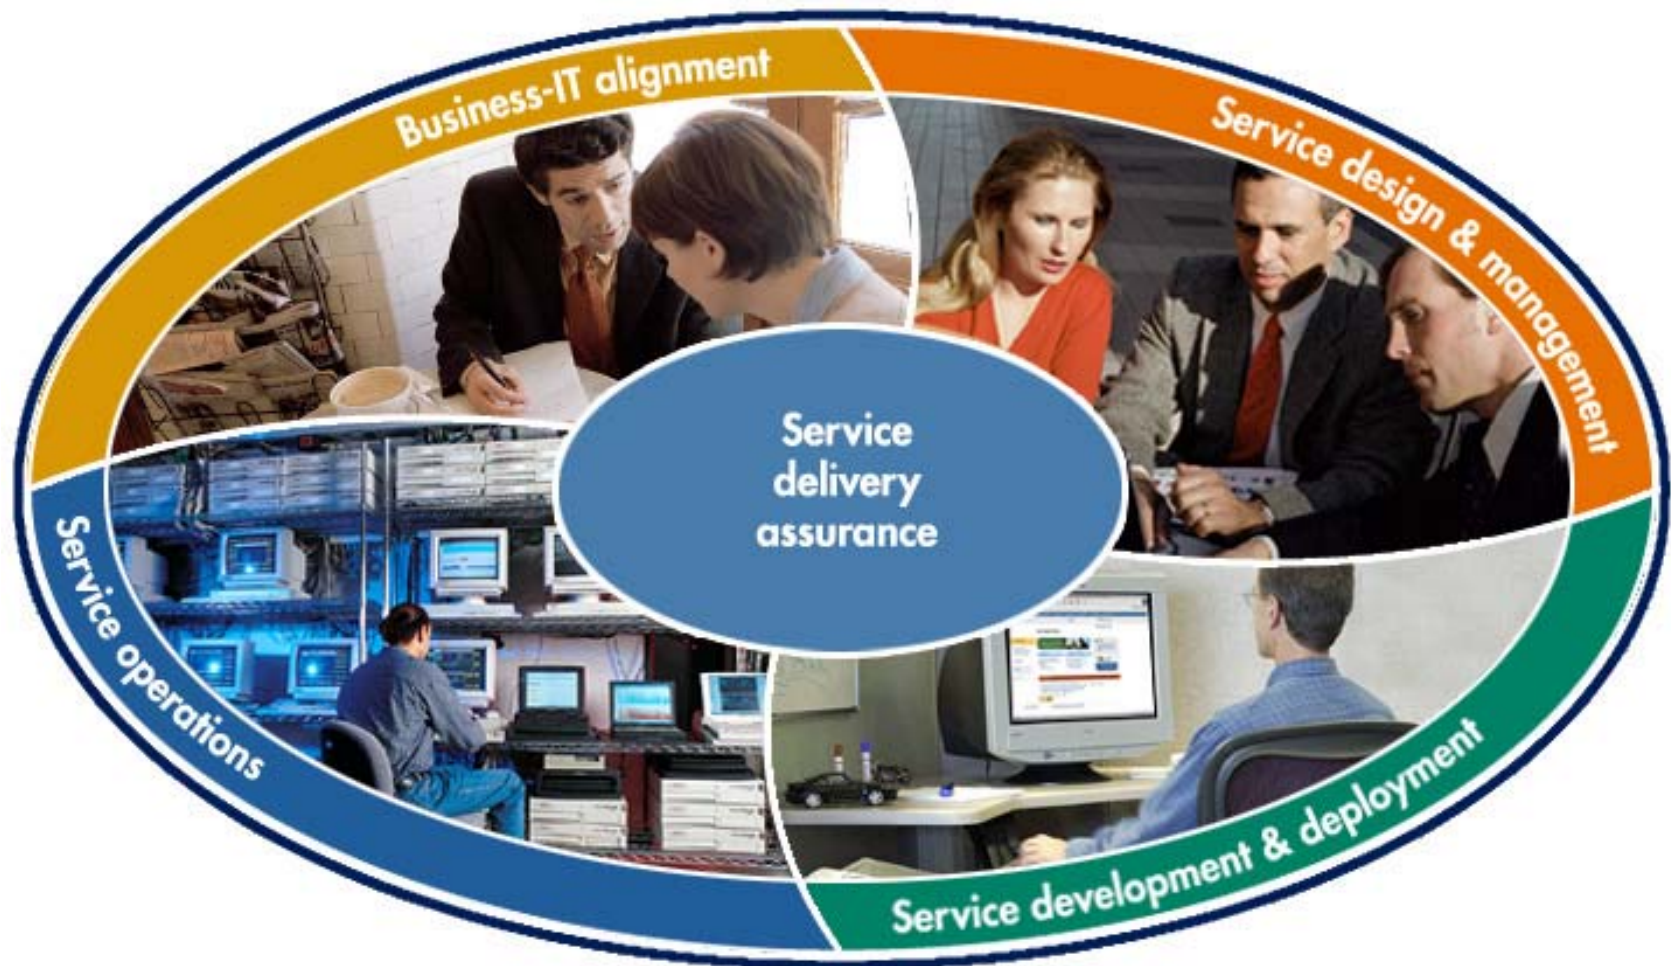 Business-IT alignment
Service design & management
Service
delivery
assurance
Service operations
Service development & deployment